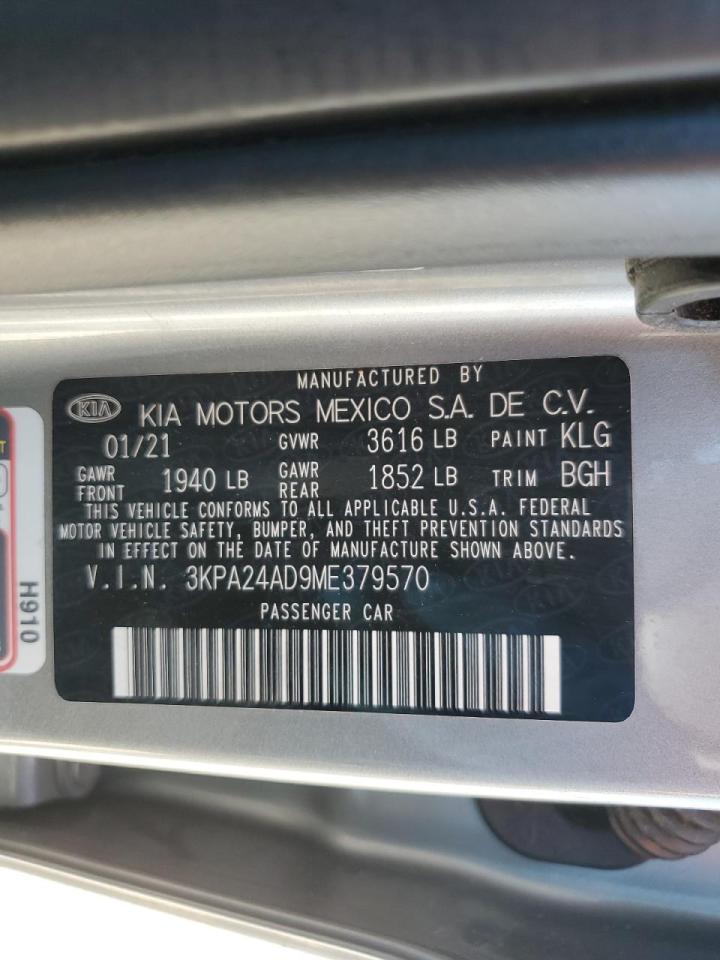 MANUFACTURED BY
KIA KIA MOTORS MEXICO S.A. DE C.V.
01/21 GVWR 3616 LB PAINT KLG
GAWR FRONT 1940 LB GAWR REAR 1852 LB TRIM BGH
THIS VEHICLE CONFORMS TO ALL APPLICABLE U.S.A. FEDERAL
MOTOR VEHICLE SAFETY, BUMPER, AND THEFT PREVENTION STANDARDS
IN EFFECT ON THE DATE OF MANUFACTURE SHOWN ABOVE.
V.I.N. 3KPA24AD9ME379570
PASSENGER CAR
H910